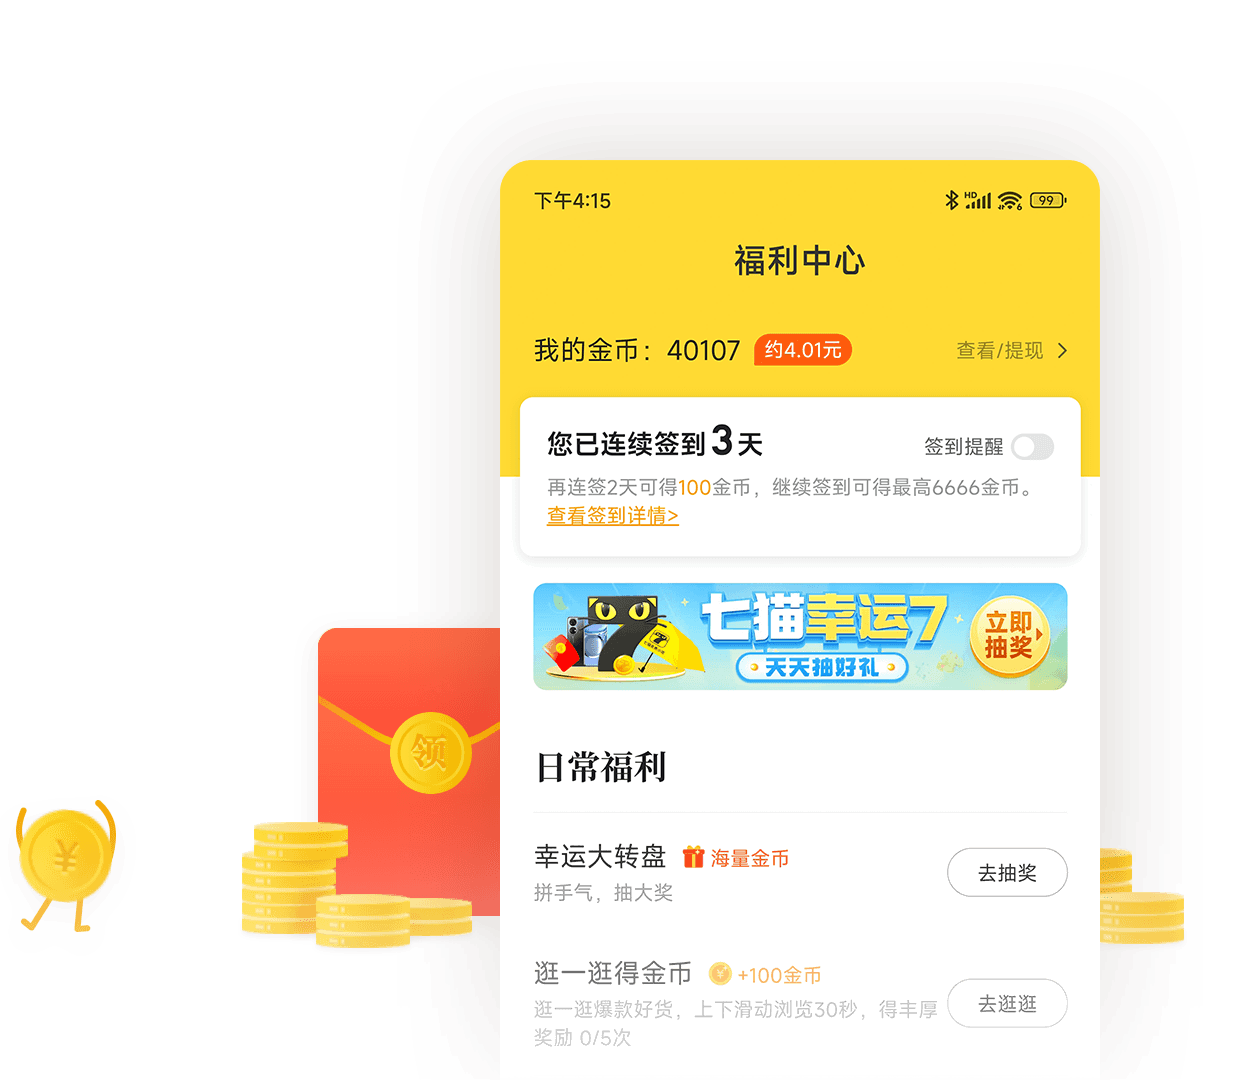 下午4:15
HD
6
99
福利中心
我的金币：40107 约4.01元 查看/提现
您已连续签到3天 签到提醒
再连签2天可得100金币，继续签到可得最高6666金币。
查看签到详情>
七猫幸运7
天天抽好礼
立即
抽奖
领
日常福利
幸运大转盘 海量金币
拼手气，抽大奖
去抽奖
¥
逛一逛得金币 ¥ +100金币
逛一逛爆款好货，上下滑动浏览30秒，得丰厚
奖励 0/5次
去逛逛